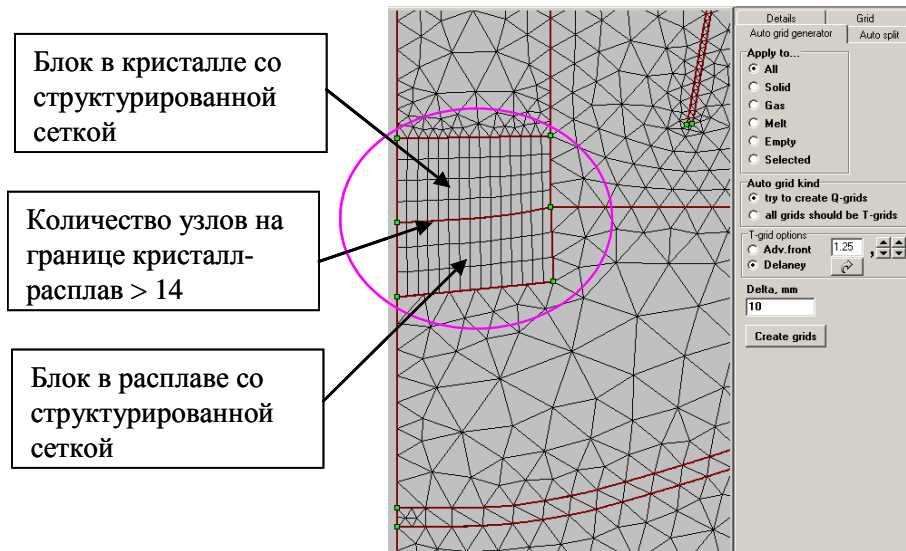 Блок в кристалле со
структурированной
сеткой
Количество узлов на
границе кристалл-
расплав > 14
Блок в расплаве со
структурированной
сеткой
Details
Grid
Auto grid generator
Auto split
Apply to...
All
Solid
Gas
Melt
Empty
Selected
Auto grid kind
try to create Q-grids
all grids should be T-grids
T-grid options
Adv.front
1.25
,
Delaney
Delta, mm
10
Create grids